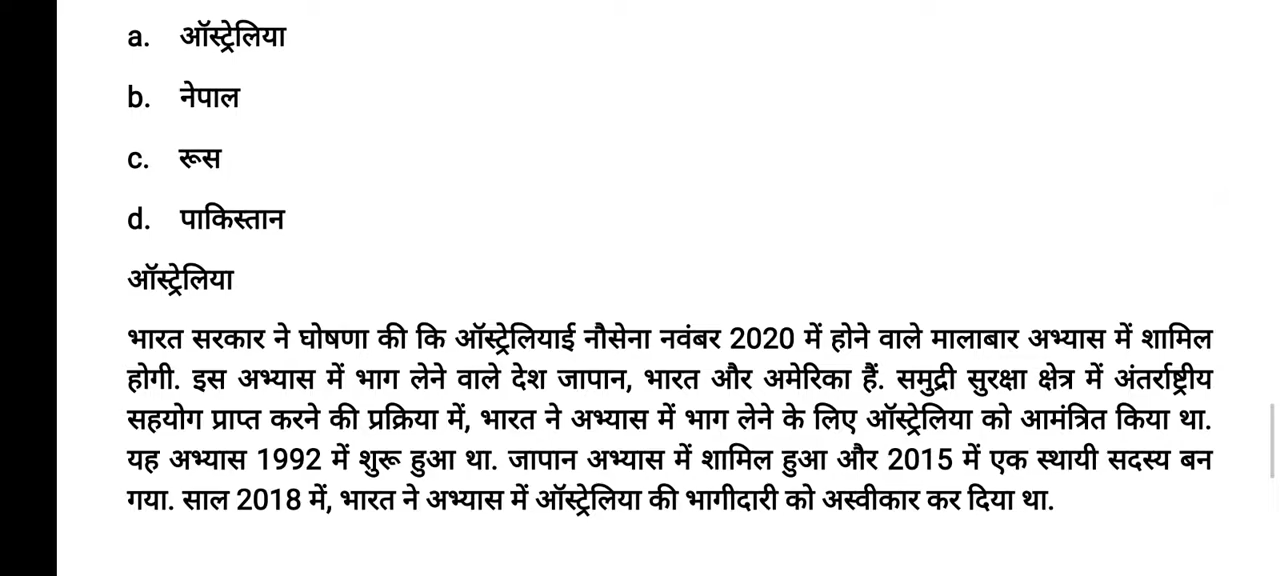 a. ऑस्ट्रेलिया
b. नेपाल
c. रूस
d. पाकिस्तान
ऑस्ट्रेलिया
भारत सरकार ने घोषणा की कि ऑस्ट्रेलियाई नौसेना नवंबर 2020 में होने वाले मालाबार अभ्यास में शामिल
होगी. इस अभ्यास में भाग लेने वाले देश जापान, भारत और अमेरिका हैं. समुद्री सुरक्षा क्षेत्र में अंतर्राष्ट्रीय
सहयोग प्राप्त करने की प्रक्रिया में, भारत ने अभ्यास में भाग लेने के लिए ऑस्ट्रेलिया को आमंत्रित किया था.
यह अभ्यास 1992 में शुरू हुआ था. जापान अभ्यास में शामिल हुआ और 2015 में एक स्थायी सदस्य बन
गया. साल 2018 में, भारत ने अभ्यास में ऑस्ट्रेलिया की भागीदारी को अस्वीकार कर दिया था.